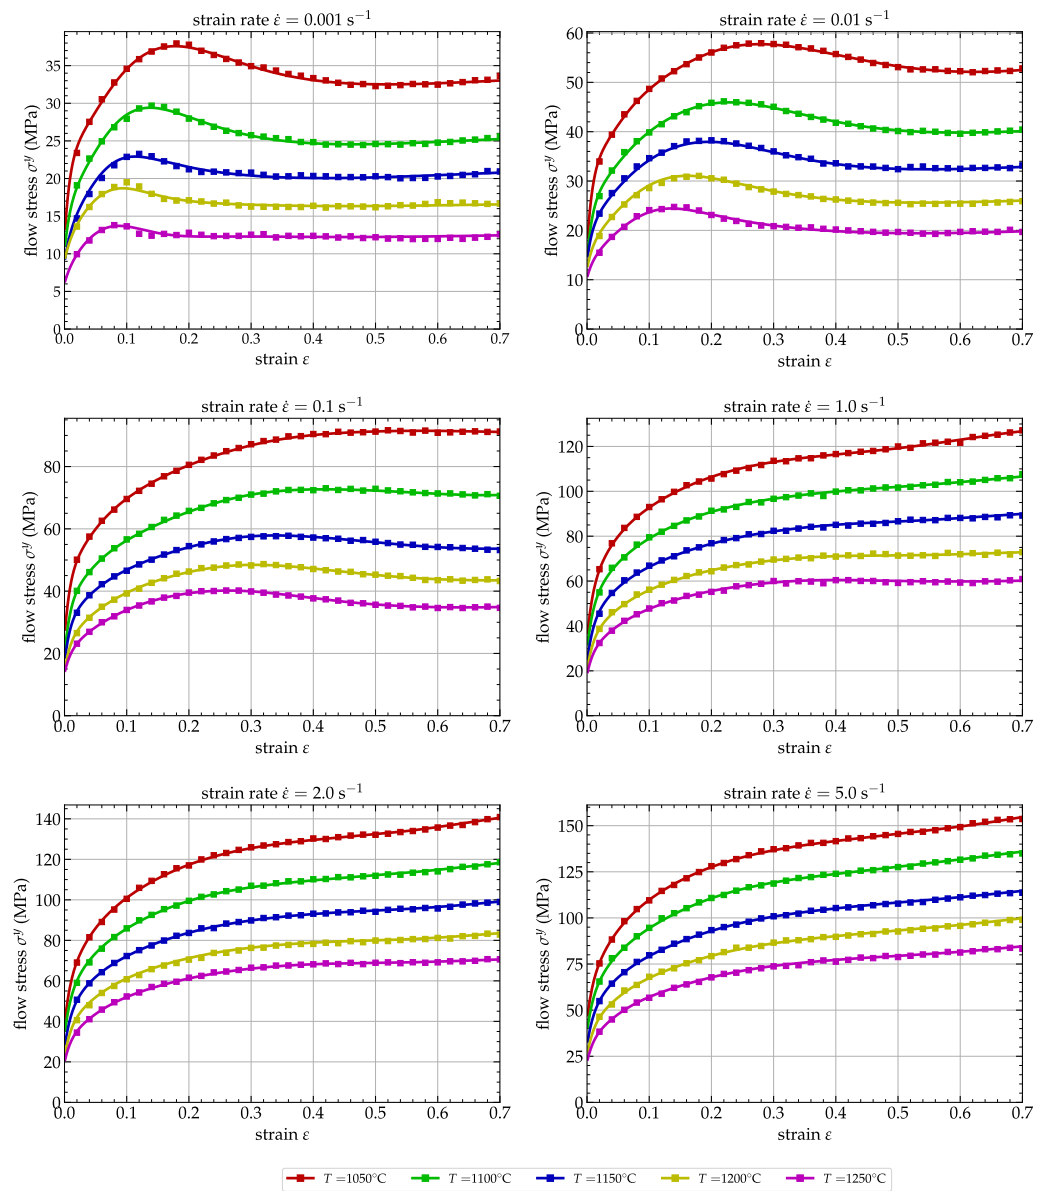 strain rate ε̇ = 0.001 s⁻¹
flow stress σʸ (MPa)
0 5 10 15 20 25 30 35
0.0 0.1 0.2 0.3 0.4 0.5 0.6 0.7
strain ε
strain rate ε̇ = 0.01 s⁻¹
flow stress σʸ (MPa)
0 10 20 30 40 50 60
0.0 0.1 0.2 0.3 0.4 0.5 0.6 0.7
strain ε
strain rate ε̇ = 0.1 s⁻¹
flow stress σʸ (MPa)
0 20 40 60 80
0.0 0.1 0.2 0.3 0.4 0.5 0.6 0.7
strain ε
strain rate ε̇ = 1.0 s⁻¹
flow stress σʸ (MPa)
0 20 40 60 80 100 120
0.0 0.1 0.2 0.3 0.4 0.5 0.6 0.7
strain ε
strain rate ε̇ = 2.0 s⁻¹
flow stress σʸ (MPa)
0 20 40 60 80 100 120 140
0.0 0.1 0.2 0.3 0.4 0.5 0.6 0.7
strain ε
strain rate ε̇ = 5.0 s⁻¹
flow stress σʸ (MPa)
0 25 50 75 100 125 150
0.0 0.1 0.2 0.3 0.4 0.5 0.6 0.7
strain ε
T =1050°C T =1100°C T =1150°C T =1200°C T =1250°C